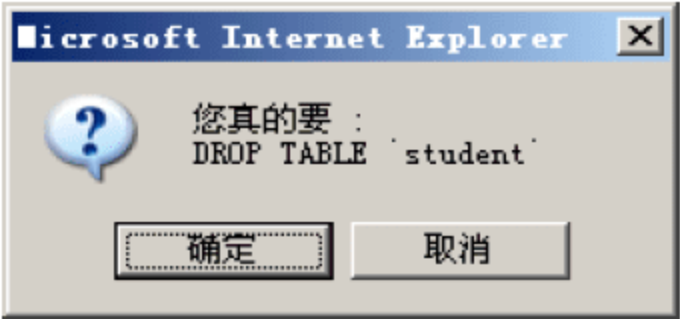 Microsoft Internet Explorer
您真的要 :
DROP TABLE `student`
确定
取消